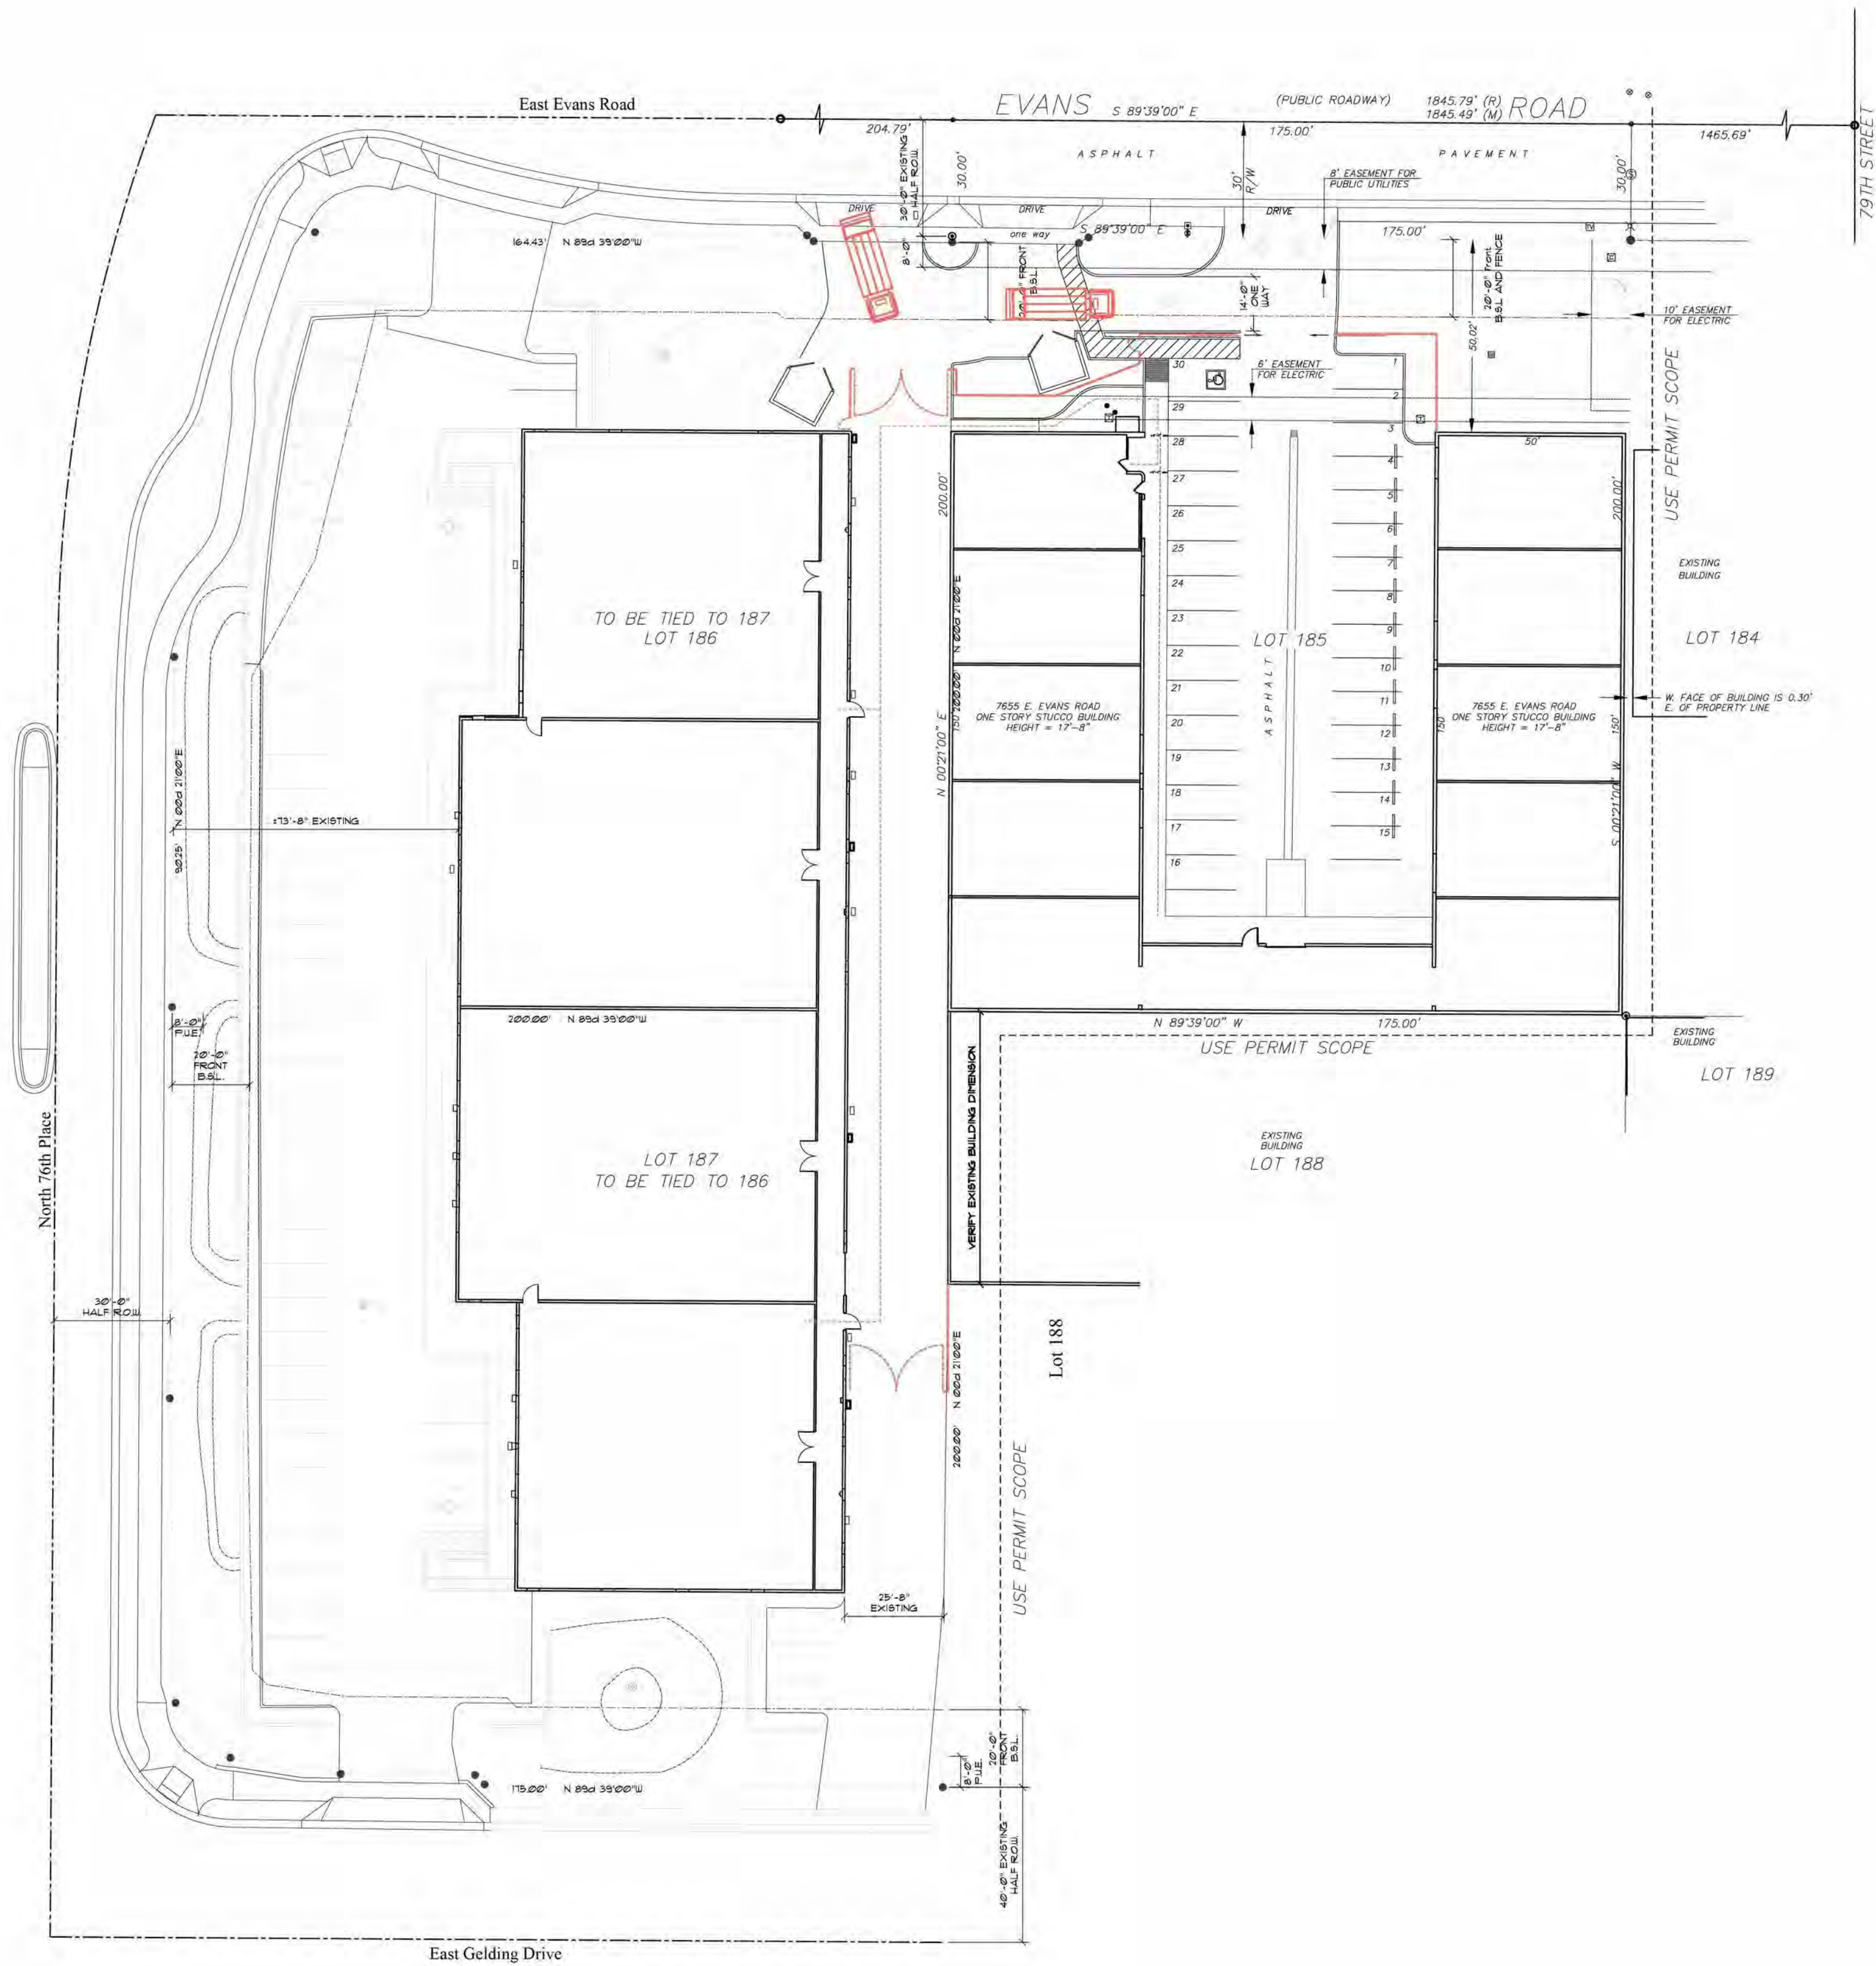 East Evans Road
EVANS
S 89°39'00" E
(PUBLIC ROADWAY)
1845.79' (R)
1845.49' (M)
ROAD
79TH STREET
204.79'
175.00'
1465.69'
30'-0" EXISTING
HALF R.O.W.
30.00'
ASPHALT
PAVEMENT
30'
R/W
8' EASEMENT FOR
PUBLIC UTILITIES
30.00'
DRIVE
DRIVE
DRIVE
164.43' N 89d 39'00"W
one way
S 89°39'00" E
175.00'
8'-0"
20'-0" FRONT
B.S.L.
14'-0"
ONE
WAY
50.02'
20'-0" Front
B.S.L AND FENCE
10' EASEMENT
FOR ELECTRIC
6' EASEMENT
FOR ELECTRIC
USE PERMIT SCOPE
30
29
28
27
26
25
24
23
22
21
20
19
18
17
16
1
2
3
4
5
6
7
8
9
10
11
12
13
14
15
50'
200.00'
200.00'
TO BE TIED TO 187
LOT 186
LOT 185
ASPHALT
EXISTING
BUILDING
LOT 184
W. FACE OF BUILDING IS 0.30'
E. OF PROPERTY LINE
7655 E. EVANS ROAD
ONE STORY STUCCO BUILDING
HEIGHT = 17'-8"
7655 E. EVANS ROAD
ONE STORY STUCCO BUILDING
HEIGHT = 17'-8"
200.00' N 00d 21'00"E
150'
N 00°21'00" E
150'
150'
S 00°21'00" W
90.25' N 00d 21'00"E
±73'-8" EXISTING
200.00' N 89d 39'00"W
N 89°39'00" W
175.00'
USE PERMIT SCOPE
EXISTING
BUILDING
LOT 189
8'-0"
P.U.E.
20'-0"
FRONT
B.S.L.
VERIFY EXISTING BUILDING DIMENSION
EXISTING
BUILDING
LOT 188
North 76th Place
LOT 187
TO BE TIED TO 186
30'-0"
HALF R.O.W.
Lot 188
200.00' N 00d 21'00"E
USE PERMIT SCOPE
25'-8"
EXISTING
175.00' N 89d 39'00"W
8'-0"
P.U.E.
20'-0"
FRONT
B.S.L.
40'-0" EXISTING
HALF R.O.W.
East Gelding Drive